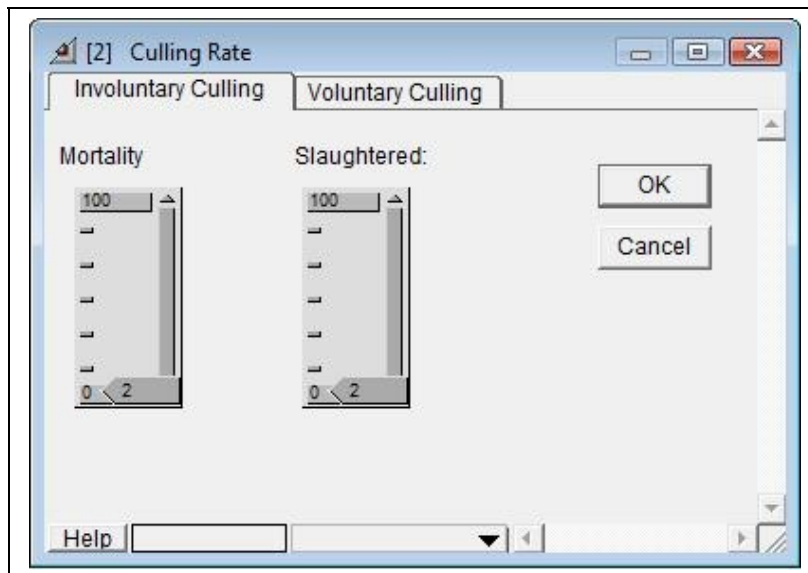 [2] Culling Rate
Involuntary Culling Voluntary Culling
Mortality Slaughtered:
OK
100 100
Cancel
0 2 0 2
Help